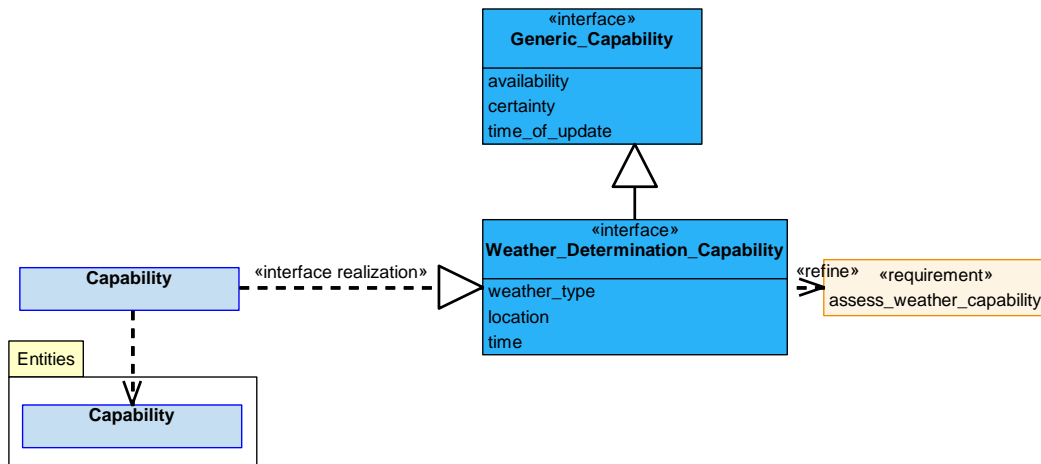 «interface»
Generic_Capability
availability
certainty
time_of_update
«interface»
Weather_Determination_Capability
weather_type
location
time
Capability
«interface realization»
«refine»
«requirement»
assess_weather_capability
Entities
Capability